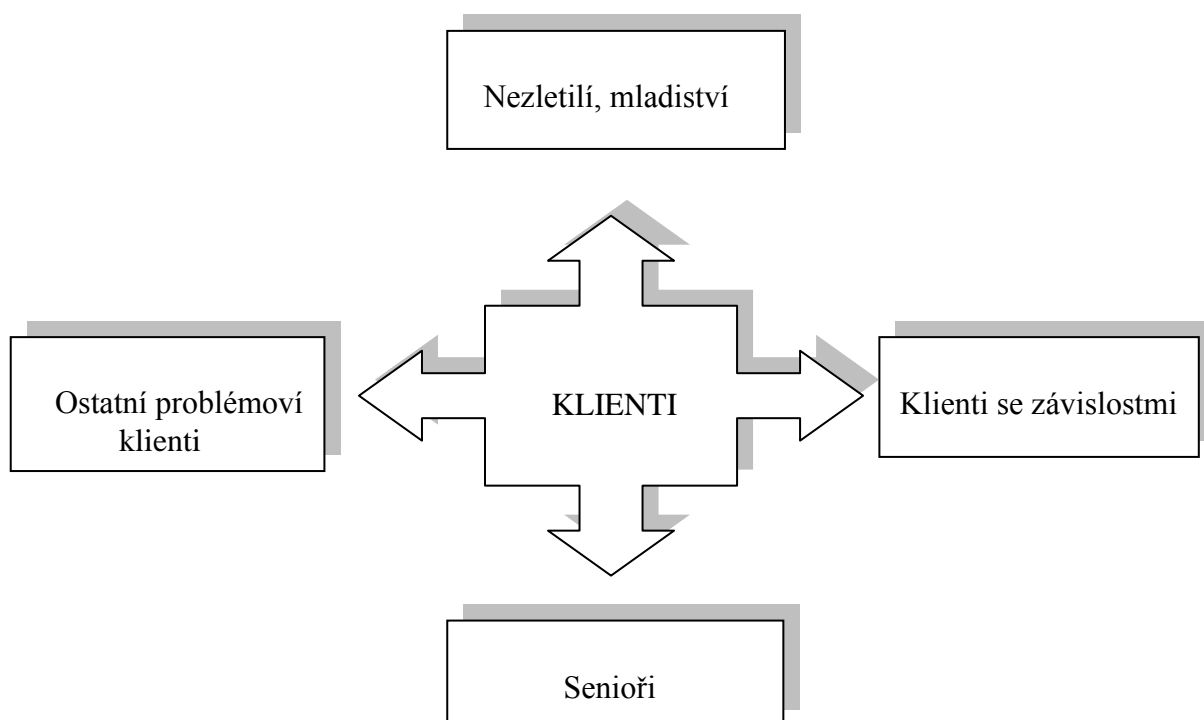 Nezletilí, mladiství
Ostatní problémoví
klienti
KLIENTI
Klienti se závislostmi
Senioři